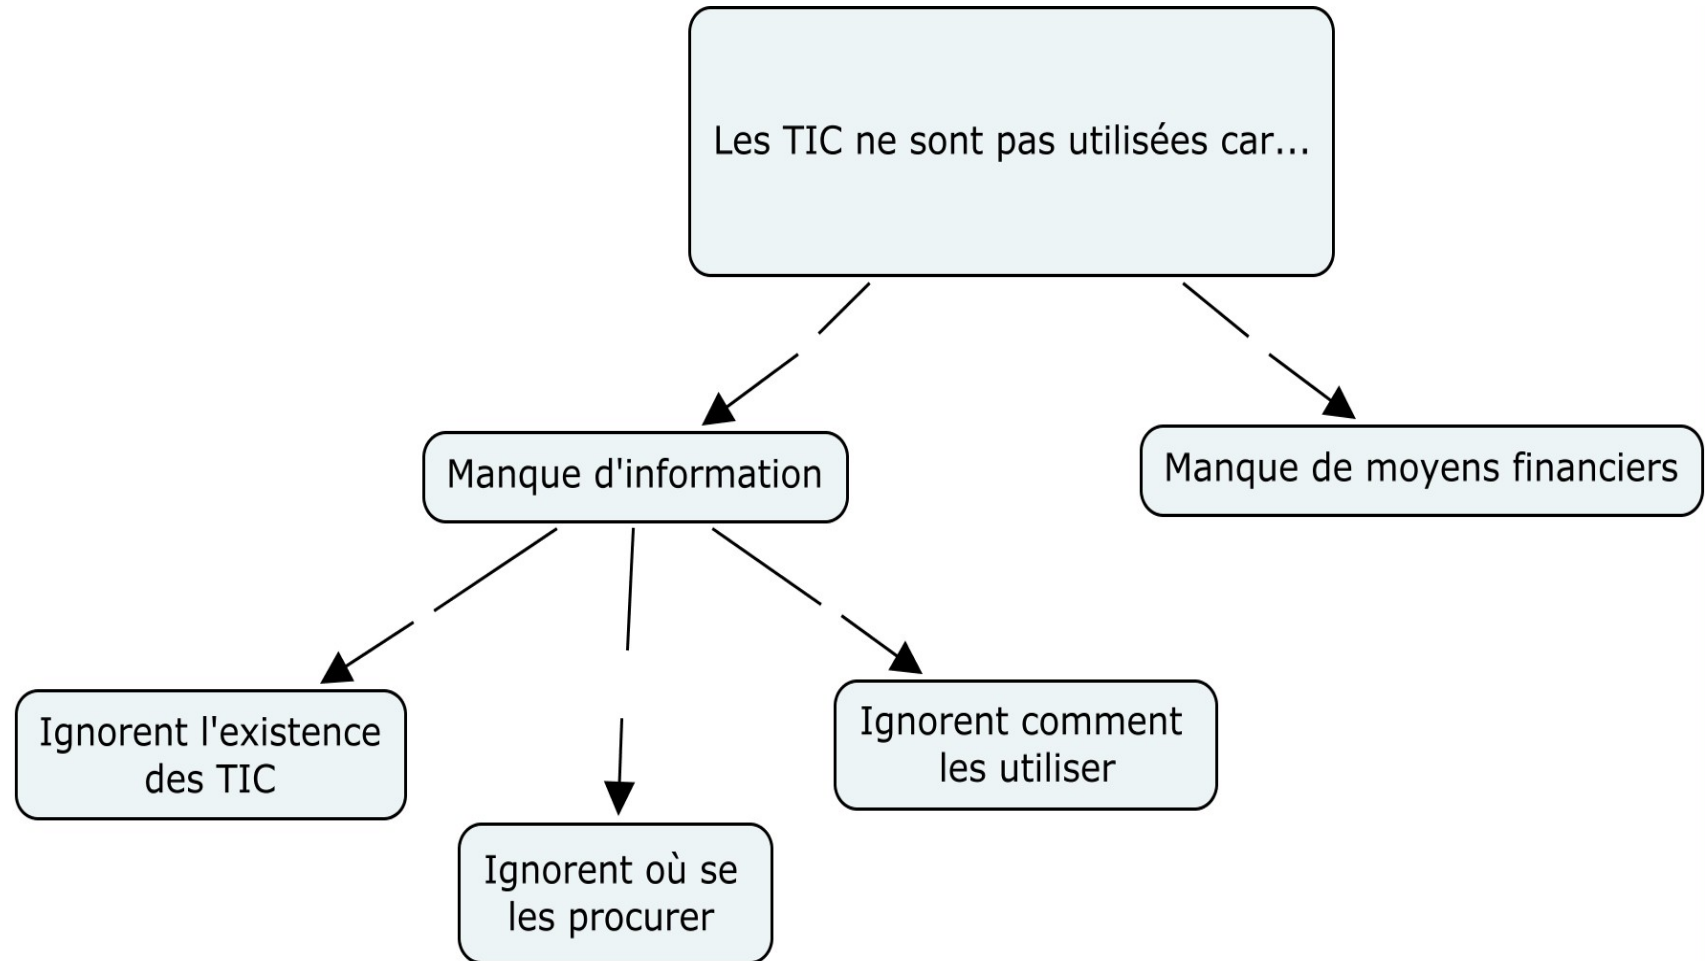 Les TIC ne sont pas utilisées car...
Manque d'information
Manque de moyens financiers
Ignorent l'existence
des TIC
Ignorent où se
les procurer
Ignorent comment
les utiliser